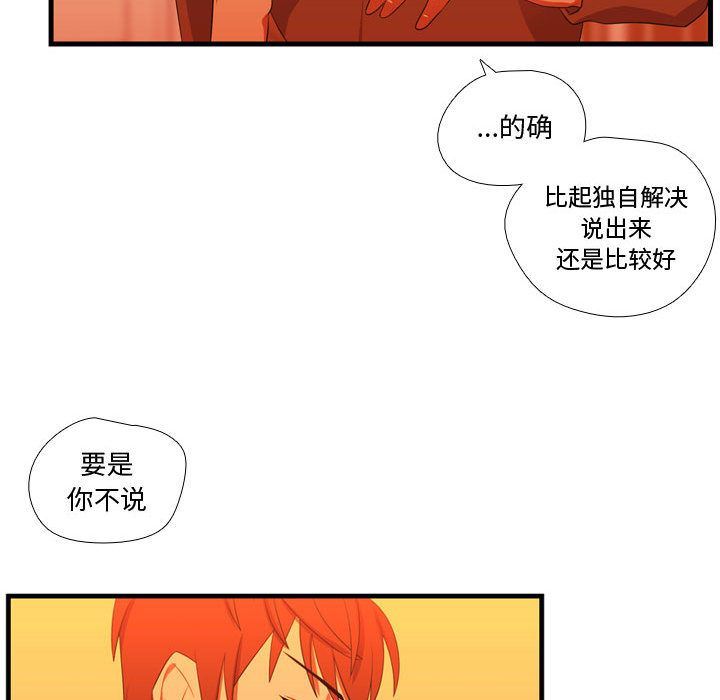 ...的确
比起独自解决
说出来
还是比较好
要是
你不说